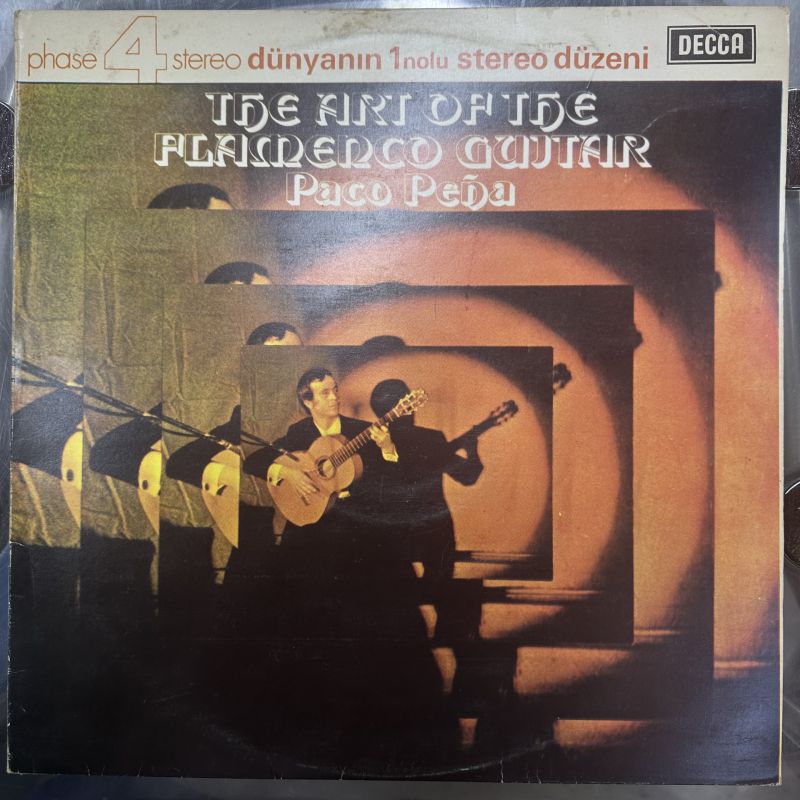 phase 4 stereo dünyanın 1nolu stereo düzeni DECCA
THE ART OF THE
FLAMENCO GUITAR
Paco Peña